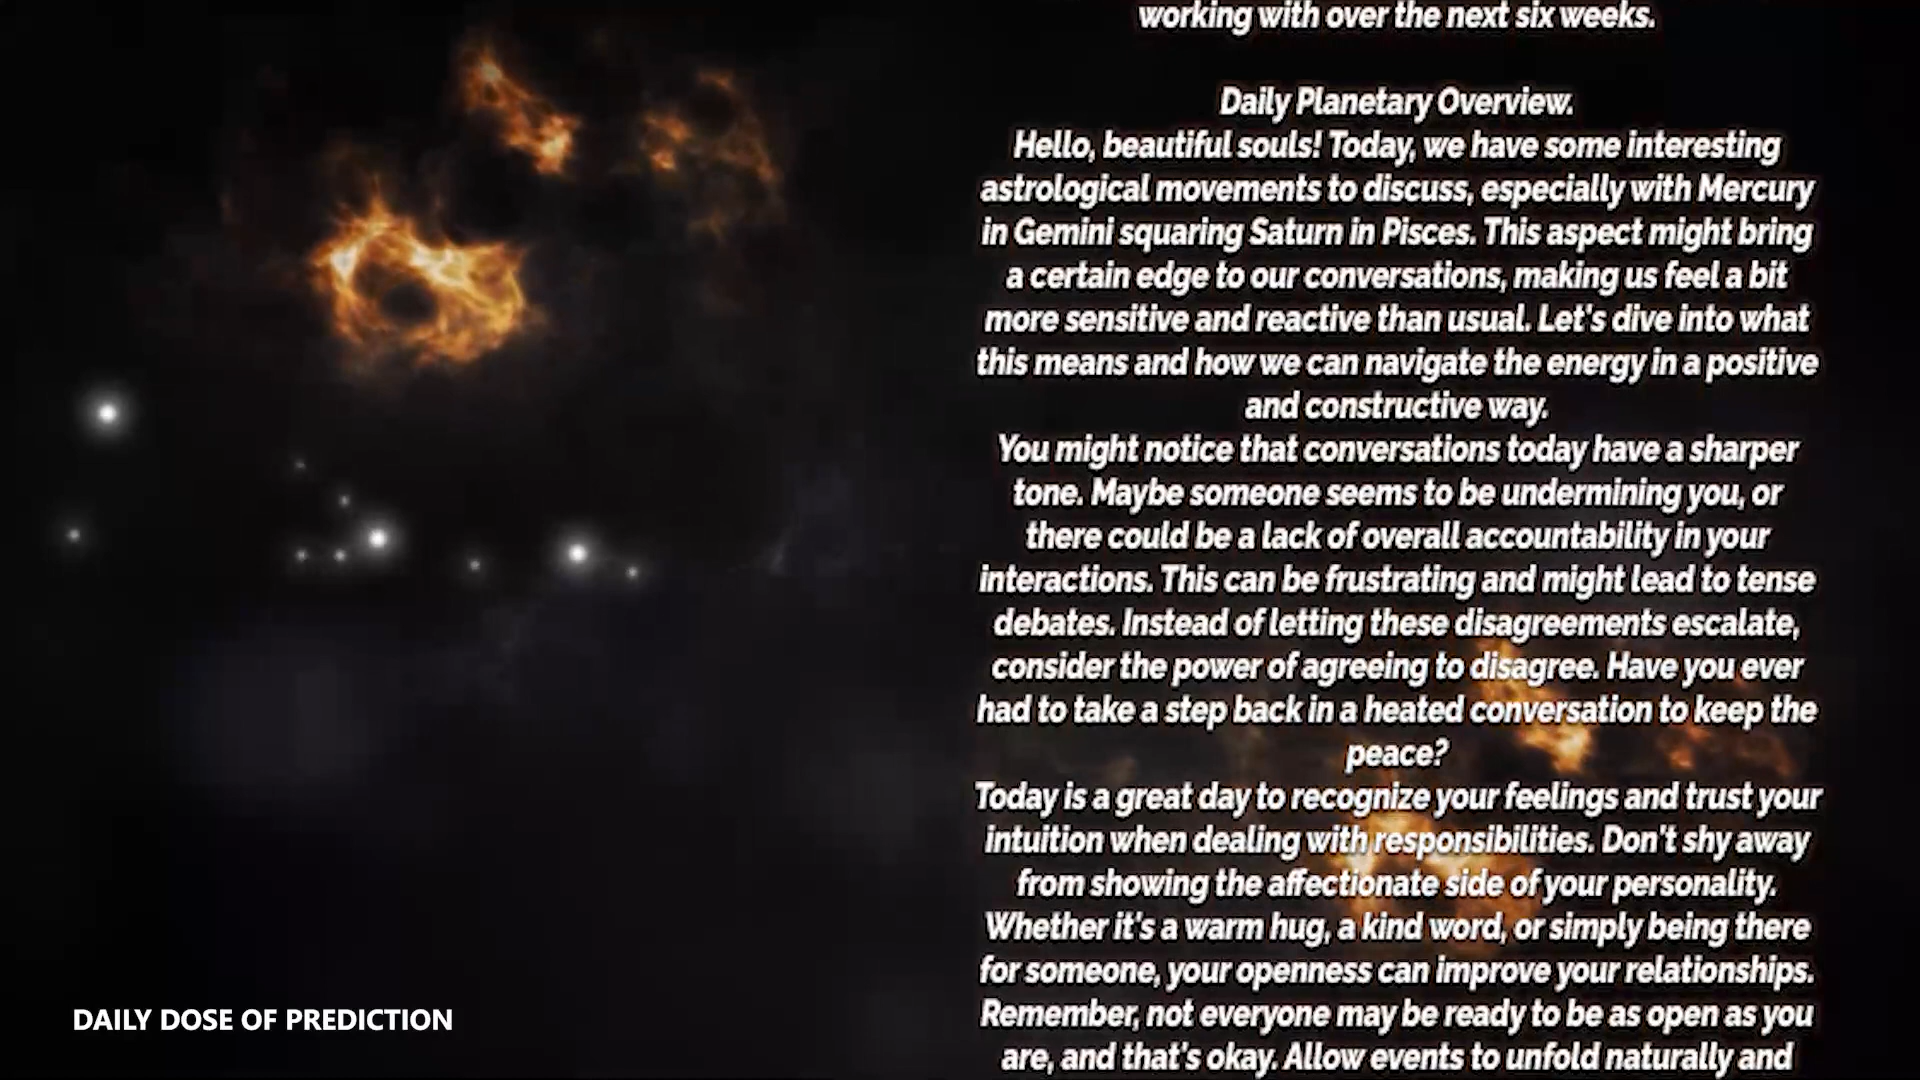 working with over the next six weeks.
Daily Planetary Overview.
Hello, beautiful souls! Today, we have some interesting
astrological movements to discuss, especially with Mercury
in Gemini squaring Saturn in Pisces. This aspect might bring
a certain edge to our conversations, making us feel a bit
more sensitive and reactive than usual. Let's dive into what
this means and how we can navigate the energy in a positive
and constructive way.
You might notice that conversations today have a sharper
tone. Maybe someone seems to be undermining you, or
there could be a lack of overall accountability in your
interactions. This can be frustrating and might lead to tense
debates. Instead of letting these disagreements escalate,
consider the power of agreeing to disagree. Have you ever
had to take a step back in a heated conversation to keep the
peace?
Today is a great day to recognize your feelings and trust your
intuition when dealing with responsibilities. Don't shy away
from showing the affectionate side of your personality.
Whether it's a warm hug, a kind word, or simply being there
for someone, your openness can improve your relationships.
Remember, not everyone may be ready to be as open as you
are, and that's okay. Allow events to unfold naturally and
DAILY DOSE OF PREDICTION